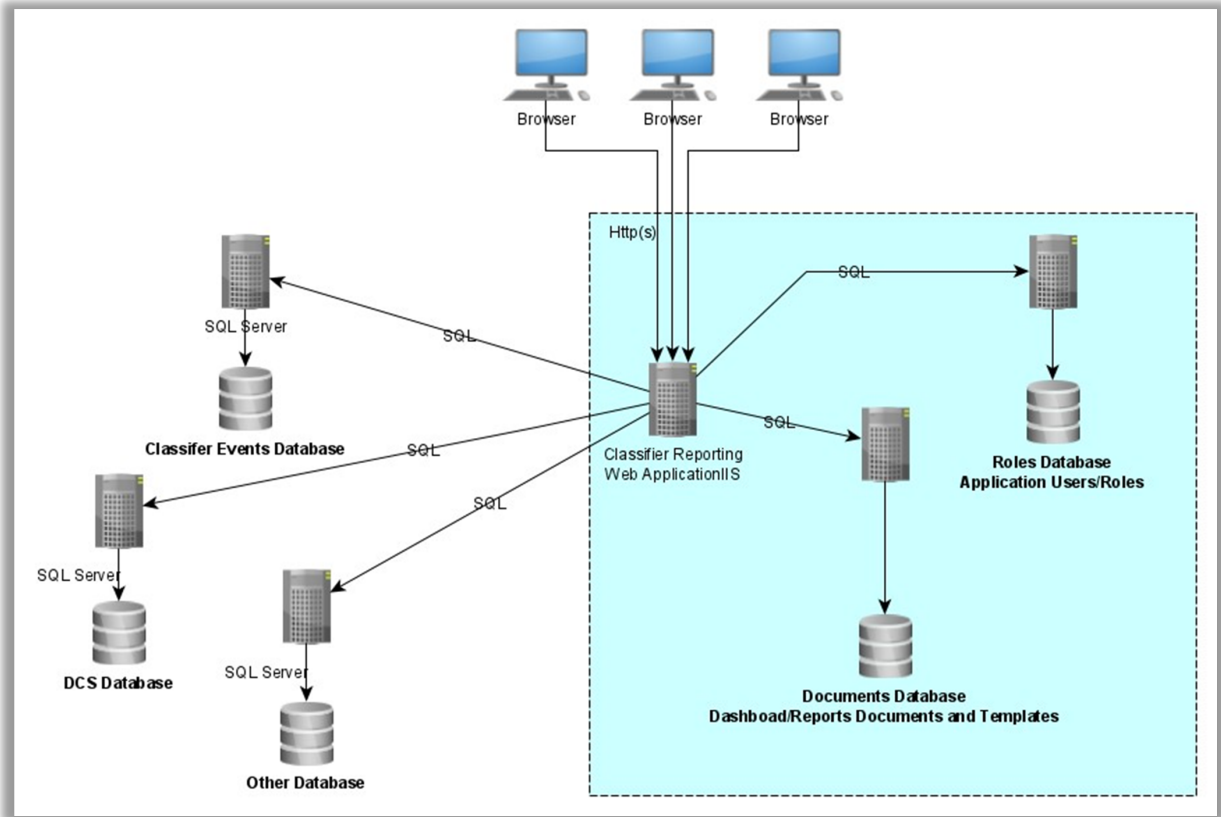 Browser
Browser
Browser
Http(s)
SQL
SQL Server
SQL
SQL
Classifer Events Database
SQL
Classifier Reporting
Web ApplicationIIS
Roles Database
Application Users/Roles
SQL
SQL Server
SQL Server
DCS Database
Documents Database
Dashboad/Reports Documents and Templates
Other Database